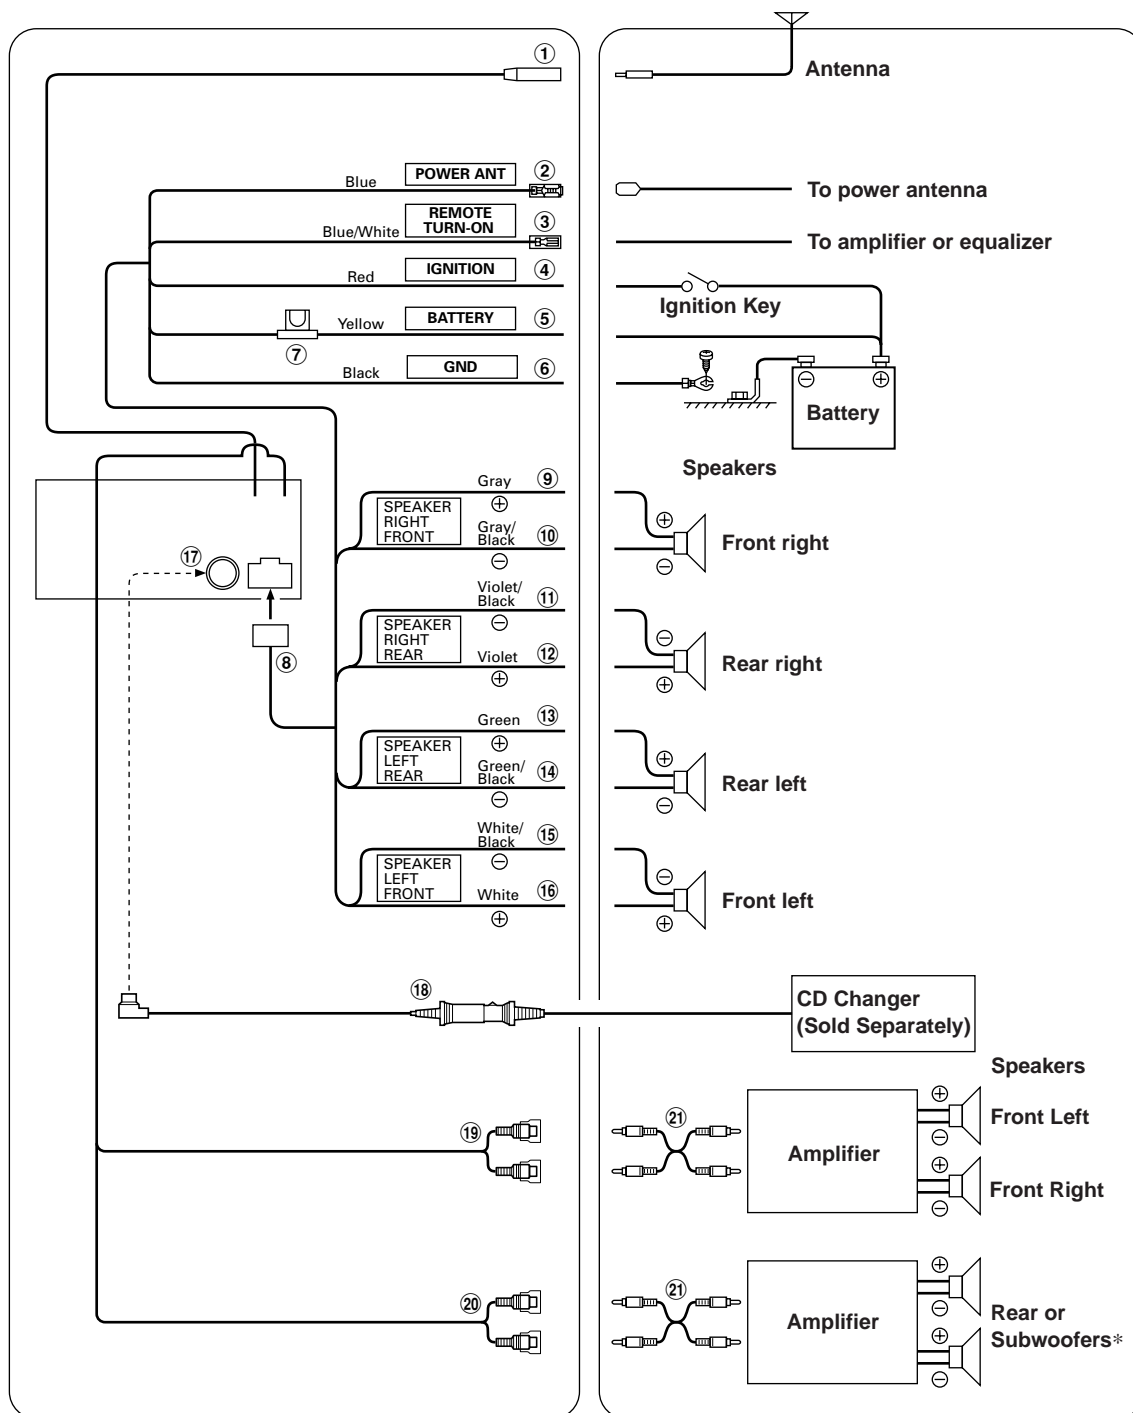 ①
Antenna
②
POWER ANT
Blue
To power antenna
③
REMOTE
TURN-ON
Blue/White
To amplifier or equalizer
④
IGNITION
Red
Ignition Key
⑤
BATTERY
Yellow
⑦
⑥
GND
Black
⊖ ⊕
Battery
Speakers
⑨
Gray
⊕
SPEAKER
RIGHT
FRONT
Gray/
Black
⑩
⊖
⊕
⊖
Front right
⑰
⑧
Violet/
Black
⑪
⊖
SPEAKER
RIGHT
REAR
Violet
⑫
⊕
⊖
⊕
Rear right
Green
⑬
⊕
SPEAKER
LEFT
REAR
Green/
Black
⑭
⊖
⊕
⊖
Rear left
White/
Black
⑮
⊖
SPEAKER
LEFT
FRONT
White
⑯
⊕
⊖
⊕
Front left
⑱
CD Changer
(Sold Separately)
Speakers
⑲
㉑
Amplifier
⊕
⊖
Front Left
⊕
⊖
Front Right
⑳
㉑
Amplifier
⊕
⊖
⊕
⊖
Rear or
Subwoofers*